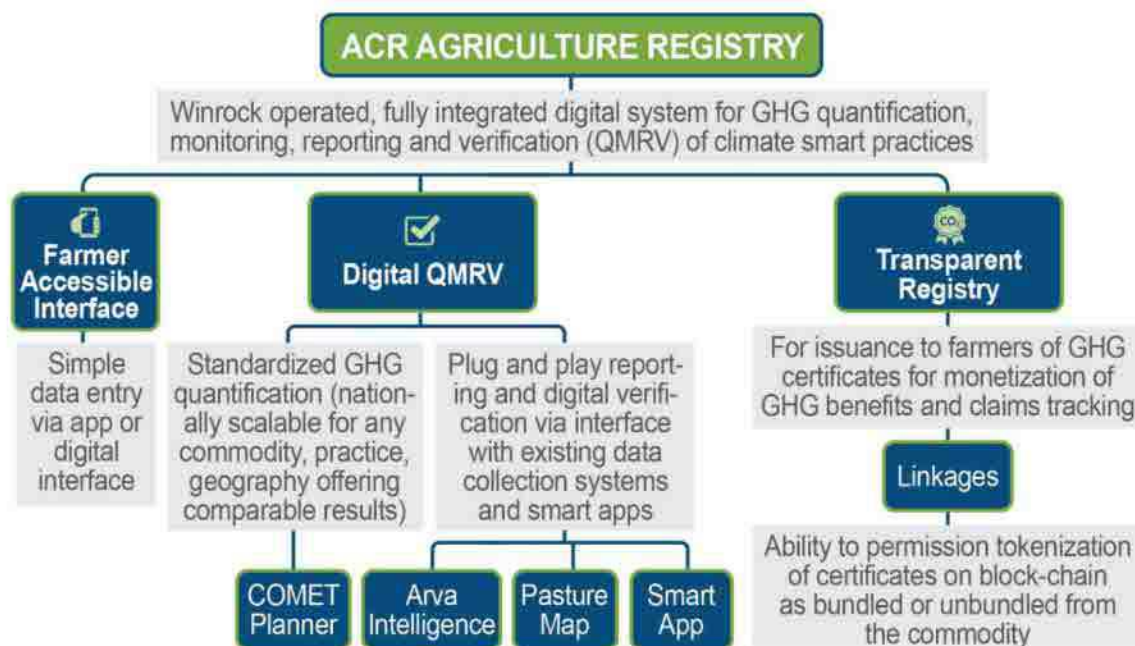 ACR AGRICULTURE REGISTRY
Winrock operated, fully integrated digital system for GHG quantification,
monitoring, reporting and verification (QMRV) of climate smart practices
Farmer
Accessible
Interface
Simple
data entry
via app or
digital
interface
Digital QMRV
Standardized GHG
quantification (nation-
ally scalable for any
commodity, practice,
geography offering
comparable results)
COMET
Planner
Plug and play report-
ing and digital verifi-
cation via interface
with existing data
collection systems
and smart apps
Arva
Intelligence
Pasture
Map
Smart
App
CO₂
Transparent
Registry
For issuance to farmers of GHG
certificates for monetization of
GHG benefits and claims tracking
Linkages
Ability to permission tokenization
of certificates on block-chain
as bundled or unbundled from
the commodity